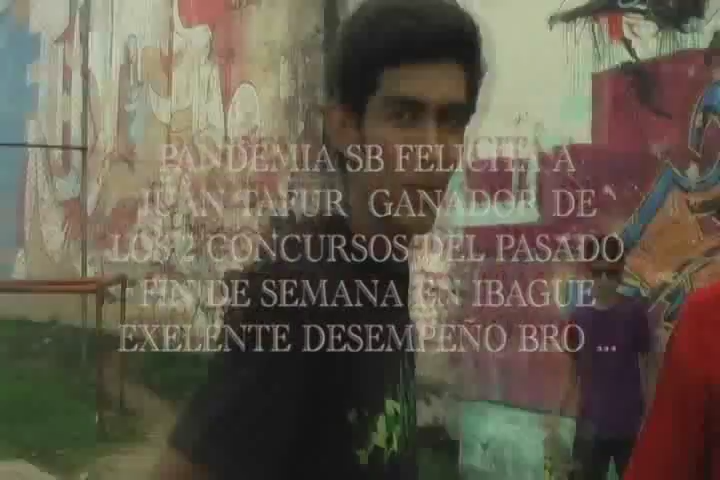 PANDEMIA SB FELICITA A
JUAN TAFUR GANADOR DE
LOS 2 CONCURSOS DEL PASADO
FIN DE SEMANA EN IBAGUE
EXELENTE DESEMPEÑO BRO ...